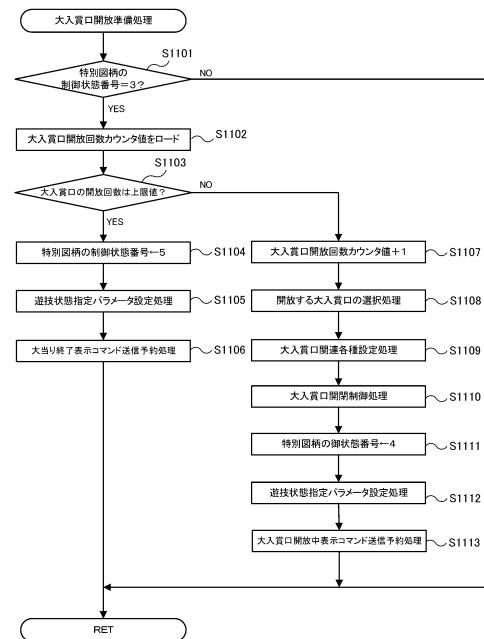 大入賞口開放準備処理
S1101
特別図柄の
制御状態番号=3?
NO
YES
大入賞口開放回数カウンタ値をロード
S1102
S1103
大入賞口の開放回数は上限値?
NO
YES
特別図柄の制御状態番号←5
S1104
遊技状態指定パラメータ設定処理
S1105
大当り終了表示コマンド送信予約処理
S1106
大入賞口開放回数カウンタ値+1
S1107
開放する大入賞口の選択処理
S1108
大入賞口関連各種設定処理
S1109
大入賞口開閉制御処理
S1110
特別図柄の御状態番号←4
S1111
遊技状態指定パラメータ設定処理
S1112
大入賞口開放中表示コマンド送信予約処理
S1113
RET